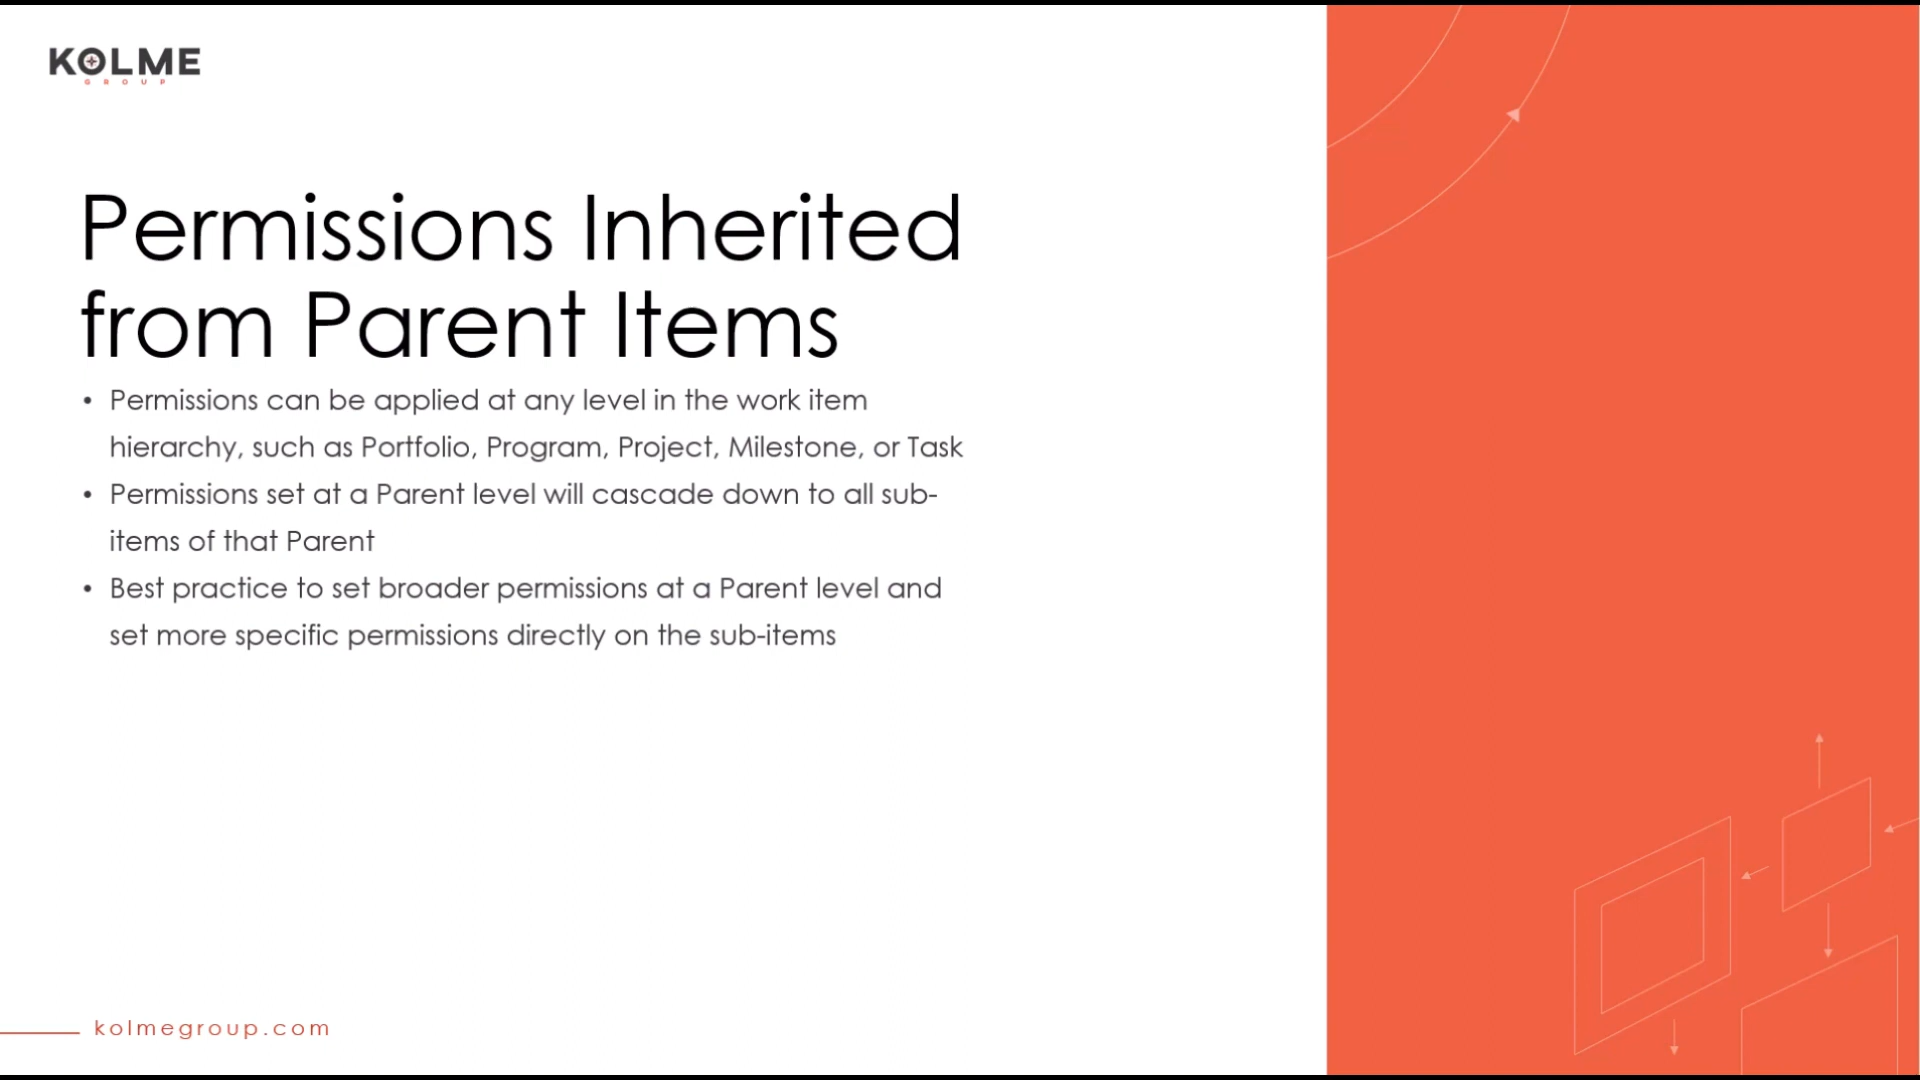 KOLME
GROUP
Permissions Inherited
from Parent Items
• Permissions can be applied at any level in the work item
hierarchy, such as Portfolio, Program, Project, Milestone, or Task
• Permissions set at a Parent level will cascade down to all sub-
items of that Parent
• Best practice to set broader permissions at a Parent level and
set more specific permissions directly on the sub-items
kolmegroup.com